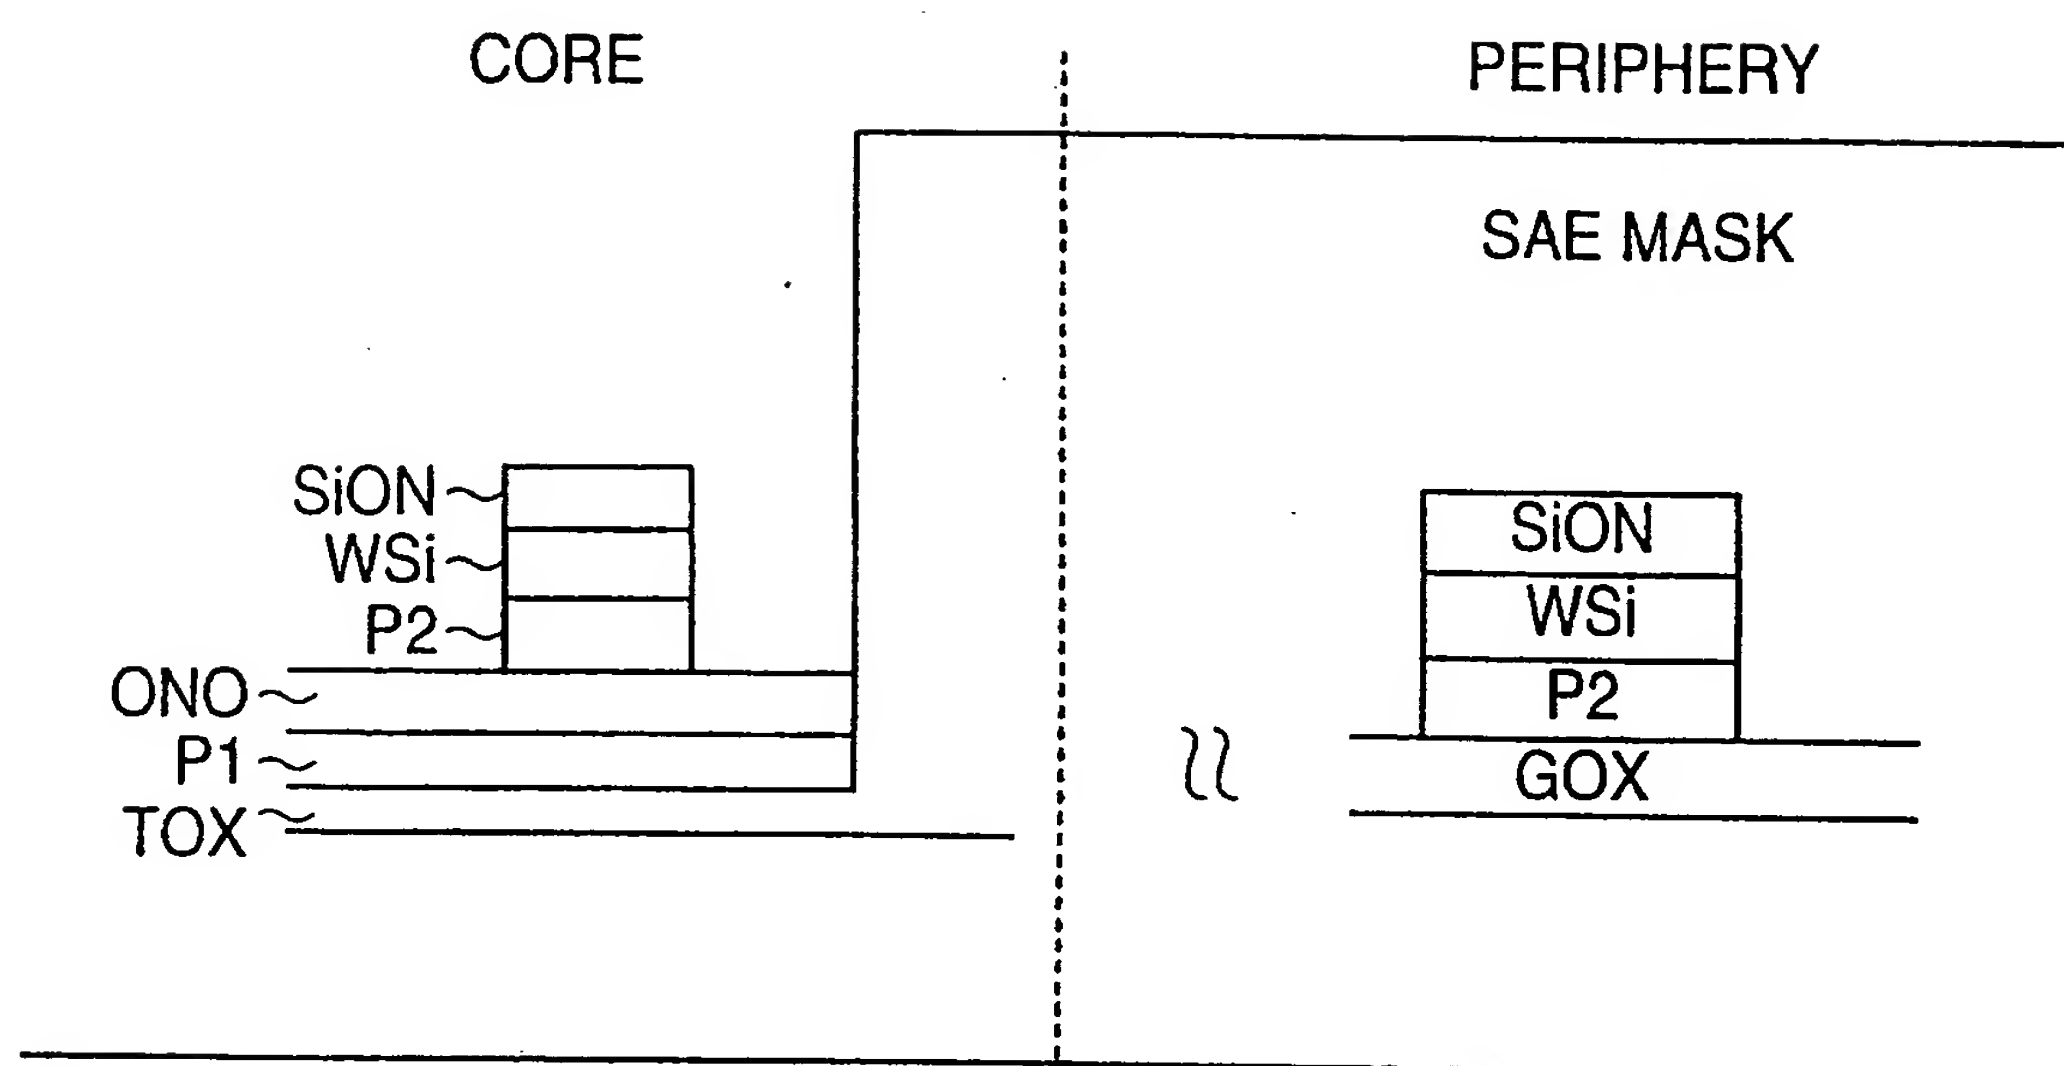 CORE
PERIPHERY
SAE MASK
SiON
WSi
P2
ONO
P1
TOX
SiON
WSi
P2
GOX